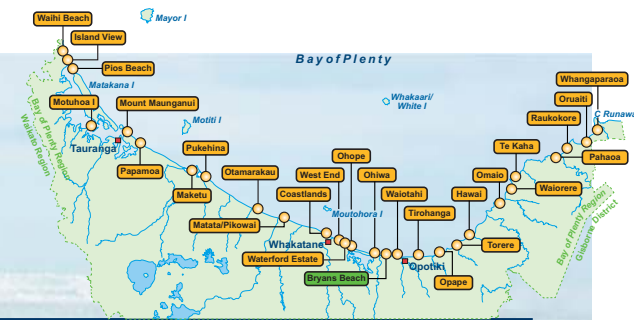 Waihi Beach
Mayor I
Island View
Pios Beach
Bay of Plenty
Whangaparaoa
Matakana I
Whakaari/
White I
Oruaiti
Motuhoa I
Mount Maunganui
C Runawa
Raukokore
Motiti I
Bay of Plenty Region
Waikato Region
Tauranga
Pukehina
Te Kaha
Ohope
Pahaoa
Papamoa
Otamarakau
West End
Ohiwa
Omaio
Maketu
Coastlands
Waiotahi
Hawai
Waiorere
Moutohora I
Tirohanga
Matata/Pikowai
Whakatane
Torere
Bay of Plenty Region
Gisborne District
Waterford Estate
Opotiki
Bryans Beach
Opape